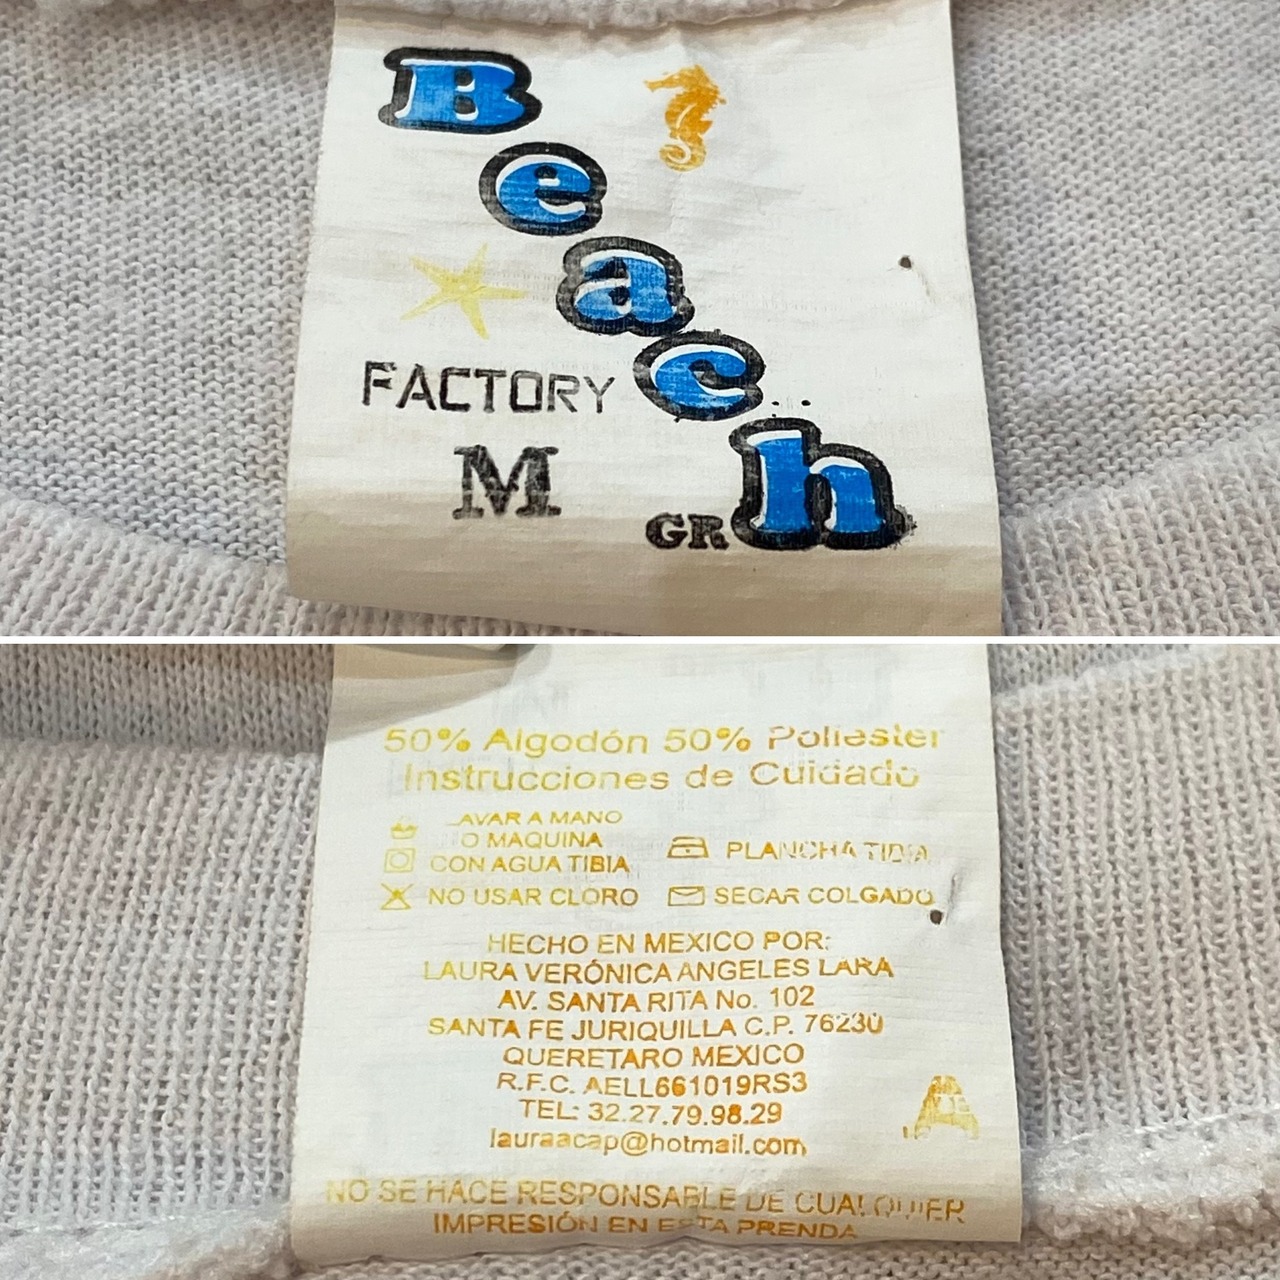 Beach
FACTORY
M
GR
50% Algodón 50% Poliester
Instrucciones de Cuidado
LAVAR A MANO
O MAQUINA
CON AGUA TIBIA
PLANCHA TIBIA
NO USAR CLORO
SECAR COLGADO
HECHO EN MEXICO POR:
LAURA VERÓNICA ANGELES LARA
AV. SANTA RITA No. 102
SANTA FE JURIQUILLA C.P. 76230
QUERETARO MEXICO
R.F.C. AELL661019RS3
TEL: 32.27.79.98.29
lauraacap@hotmail.com
A
NO SE HACE RESPONSABLE DE CUALQUIER
IMPRESIÓN EN ESTA PRENDA